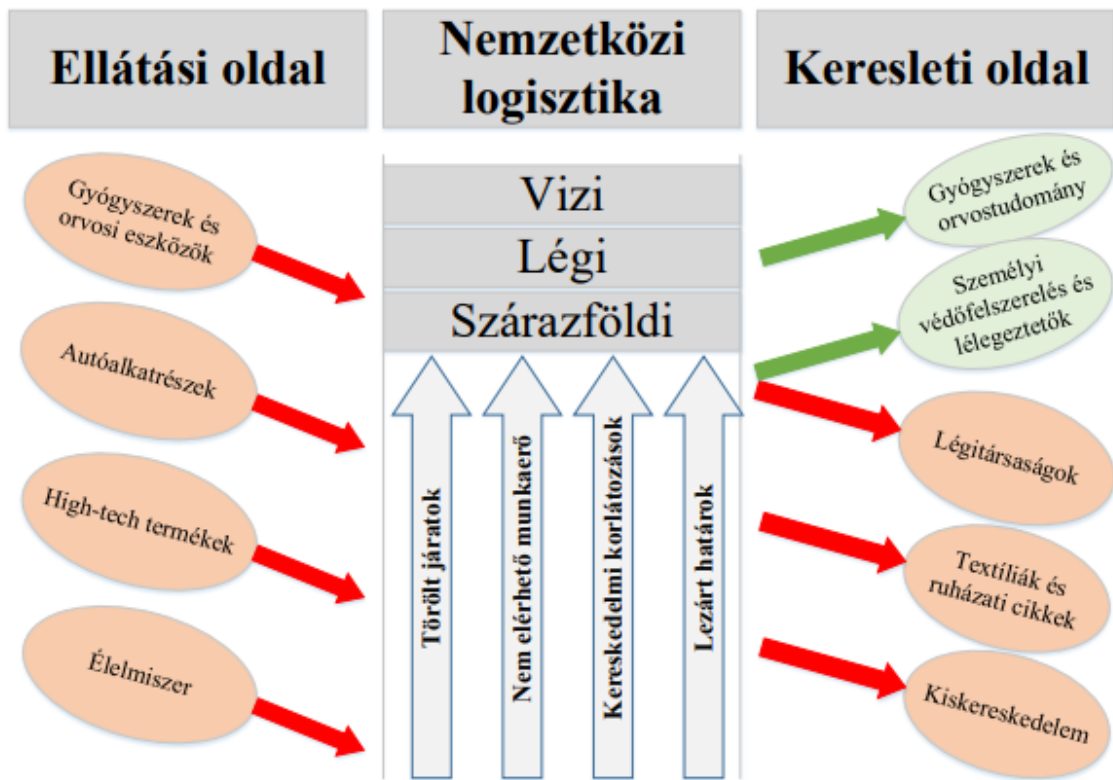 Ellátási oldal
Nemzetközi
logisztika
Keresleti oldal
Gyógyszerek és
orvosi eszközök
Autóalkatrészek
High-tech termékek
Élelmiszer
Vizi
Légi
Szárazföldi
Törölt járatok
Nem elérhető munkaerő
Kereskedelmi korlátozások
Lezárt határok
Gyógyszerek és
orvostudomány
Személyi
védőfelszerelés és
lélegeztetők
Légitársaságok
Textíliák és
ruházati cikkek
Kiskereskedelem